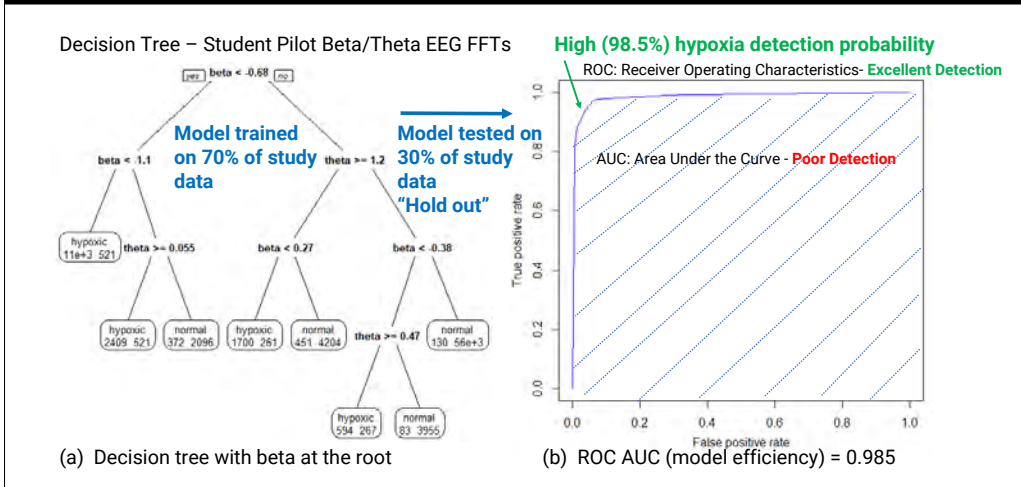 Decision Tree – Student Pilot Beta/Theta EEG FFTs
yes beta < -0.68 no
Model trained
on 70% of study
data
Model tested on
30% of study
data
“Hold out”
beta < 1.1
theta >= 1.2
hypoxic
11e+3 521
theta >= 0.055
beta < 0.27
beta < -0.38
hypoxic
2409 521
normal
372 2096
hypoxic
1700 261
normal
451 4204
theta >= 0.47
normal
130 56e+3
hypoxic
594 267
normal
83 3955
(a) Decision tree with beta at the root
High (98.5%) hypoxia detection probability
ROC: Receiver Operating Characteristics- Excellent Detection
AUC: Area Under the Curve - Poor Detection
True positive rate
1.0
0.8
0.6
0.4
0.2
0.0
0.0 0.2 0.4 0.6 0.8 1.0
False positive rate
(b) ROC AUC (model efficiency) = 0.985